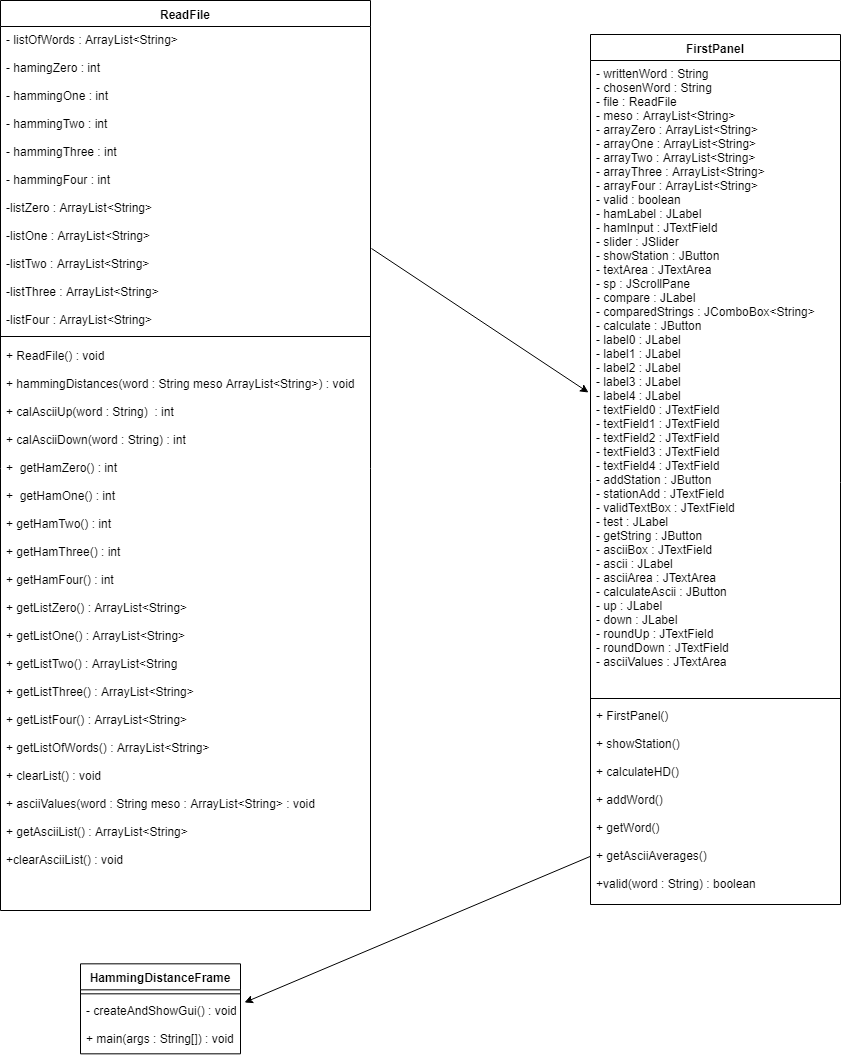 ReadFile
- listOfWords : ArrayList<String>
- hamingZero : int
- hammingOne : int
- hammingTwo : int
- hammingThree : int
- hammingFour : int
-listZero : ArrayList<String>
-listOne : ArrayList<String>
-listTwo : ArrayList<String>
-listThree : ArrayList<String>
-listFour : ArrayList<String>
+ ReadFile() : void
+ hammingDistances(word : String meso ArrayList<String>) : void
+ calAsciiUp(word : String)  : int
+ calAsciiDown(word : String) : int
+  getHamZero() : int
+  getHamOne() : int
+ getHamTwo() : int
+ getHamThree() : int
+ getHamFour() : int
+ getListZero() : ArrayList<String>
+ getListOne() : ArrayList<String>
+ getListTwo() : ArrayList<String
+ getListThree() : ArrayList<String>
+ getListFour() : ArrayList<String>
+ getListOfWords() : ArrayList<String>
+ clearList() : void
+ asciiValues(word : String meso : ArrayList<String> : void
+ getAsciiList() : ArrayList<String>
+clearAsciiList() : void
FirstPanel
- writtenWord : String
- chosenWord : String
- file : ReadFile
- meso : ArrayList<String>
- arrayZero : ArrayList<String>
- arrayOne : ArrayList<String>
- arrayTwo : ArrayList<String>
- arrayThree : ArrayList<String>
- arrayFour : ArrayList<String>
- valid : boolean
- hamLabel : JLabel
- hamInput : JTextField
- slider : JSlider
- showStation : JButton
- textArea : JTextArea
- sp : JScrollPane
- compare : JLabel
- comparedStrings : JComboBox<String>
- calculate : JButton
- label0 : JLabel
- label1 : JLabel
- label2 : JLabel
- label3 : JLabel
- label4 : JLabel
- textField0 : JTextField
- textField1 : JTextField
- textField2 : JTextField
- textField3 : JTextField
- textField4 : JTextField
- addStation : JButton
- stationAdd : JTextField
- validTextBox : JTextField
- test : JLabel
- getString : JButton
- asciiBox : JTextField
- ascii : JLabel
- asciiArea : JTextArea
- calculateAscii : JButton
- up : JLabel
- down : JLabel
- roundUp : JTextField
- roundDown : JTextField
- asciiValues : JTextArea
+ FirstPanel()
+ showStation()
+ calculateHD()
+ addWord()
+ getWord()
+ getAsciiAverages()
+valid(word : String) : boolean
HammingDistanceFrame
- createAndShowGui() : void
+ main(args : String[]) : void